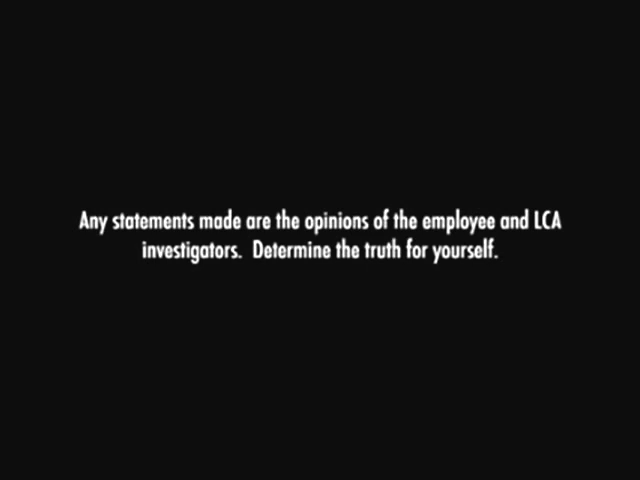 Any statements made are the opinions of the employee and LCA
investigators.  Determine the truth for yourself.